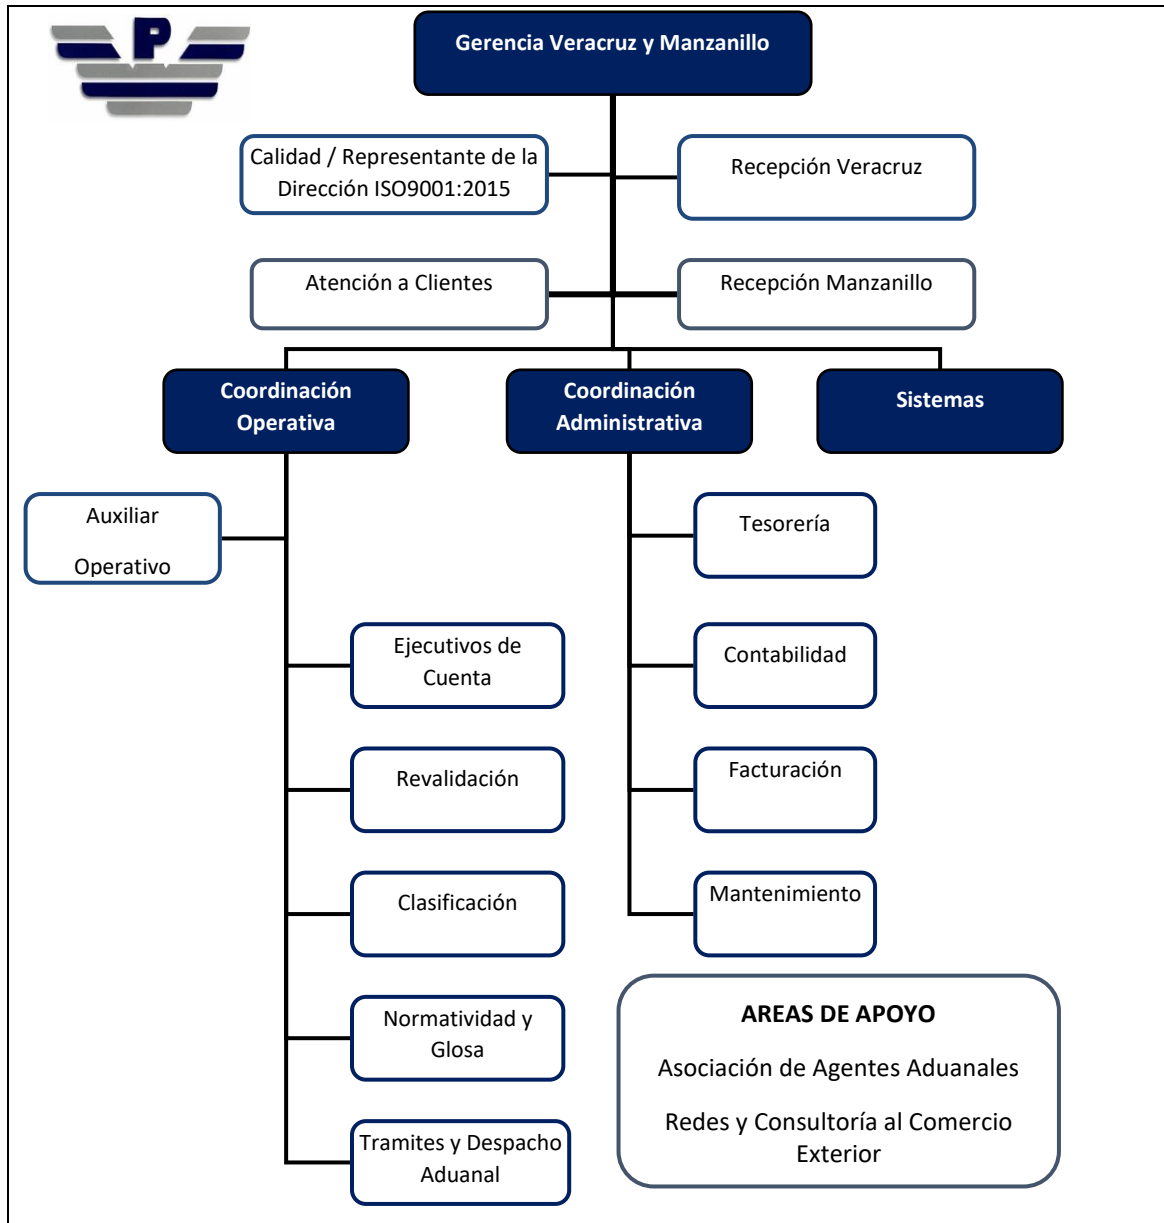 P
Gerencia Veracruz y Manzanillo
Calidad / Representante de la
Dirección ISO9001:2015
Recepción Veracruz
Atención a Clientes
Recepción Manzanillo
Coordinación
Operativa
Coordinación
Administrativa
Sistemas
Auxiliar
Operativo
Tesorería
Ejecutivos de
Cuenta
Contabilidad
Revalidación
Facturación
Clasificación
Mantenimiento
Normatividad y
Glosa
Tramites y Despacho
Aduanal
AREAS DE APOYO
Asociación de Agentes Aduanales
Redes y Consultoría al Comercio
Exterior